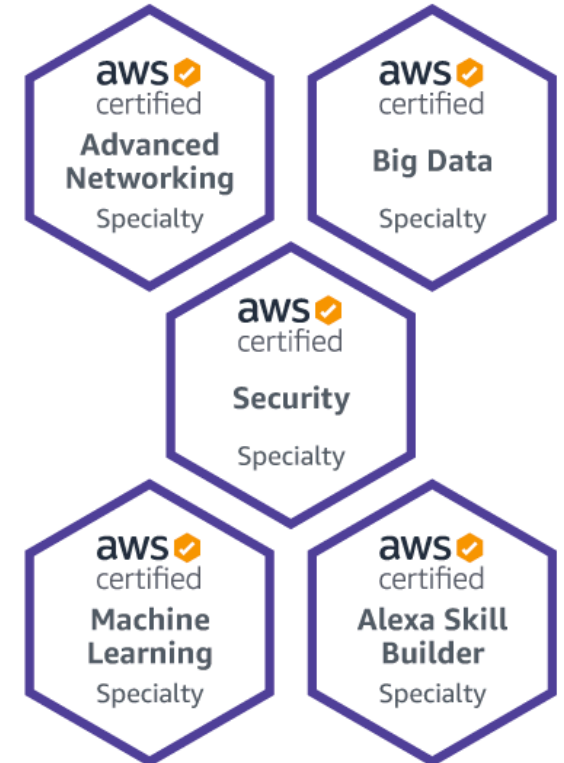 aws
certified
Advanced
Networking
Specialty
aws
certified
Big Data
Specialty
aws
certified
Security
Specialty
aws
certified
Machine
Learning
Specialty
aws
certified
Alexa Skill
Builder
Specialty